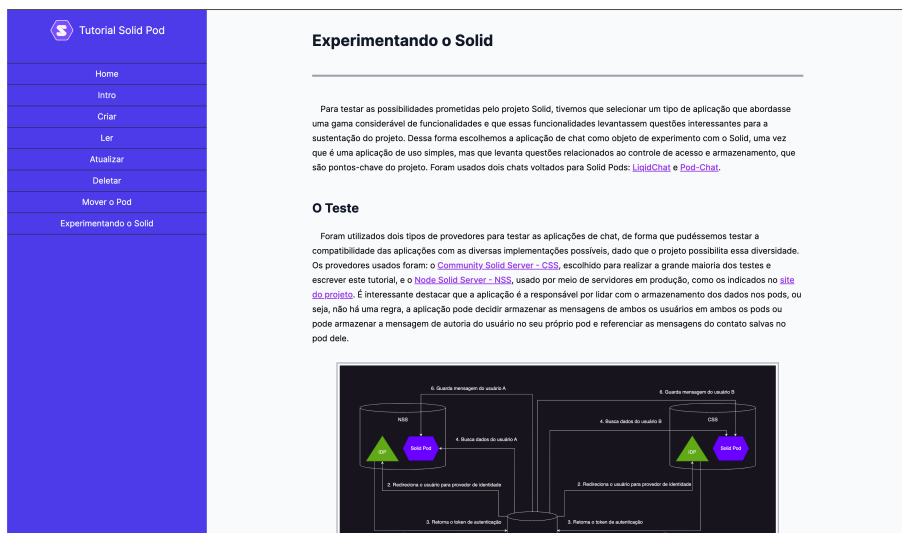 Tutorial Solid Pod
Home
Intro
Criar
Ler
Atualizar
Deletar
Mover o Pod
Experimentando o Solid
Experimentando o Solid
Para testar as possibilidades prometidas pelo projeto Solid, tivemos que selecionar um tipo de aplicação que abordasse
uma gama considerável de funcionalidades e que essas funcionalidades levantassem questões interessantes para a
sustentação do projeto. Dessa forma escolhemos a aplicação de chat como objeto de experimento com o Solid, uma vez
que é uma aplicação de uso simples, mas que levanta questões relacionados ao controle de acesso e armazenamento, que
são pontos-chave do projeto. Foram usados dois chats voltados para Solid Pods: LiqidChat e Pod-Chat.
O Teste
Foram utilizados dois tipos de provedores para testar as aplicações de chat, de forma que pudéssemos testar a
compatibilidade das aplicações com as diversas implementações possíveis, dado que o projeto possibilita essa diversidade.
Os provedores usados foram: o Community Solid Server - CSS, escolhido para realizar a grande maioria dos testes e
escrever este tutorial, e o Node Solid Server - NSS, usado por meio de servidores em produção, como os indicados no site
do projeto. É interessante destacar que a aplicação é a responsável por lidar com o armazenamento dos dados nos pods, ou
seja, não há uma regra, a aplicação pode decidir armazenar as mensagens de ambos os usuários em ambos os pods ou
pode armazenar a mensagem de autoria do usuário no seu próprio pod e referenciar as mensagens do contato salvas no
pod dele.
6. Guarda mensagem do usuário A
6. Guarda mensagem do usuário B
NSS
CSS
4. Busca dados do usuário B
4. Busca dados do usuário A
IDP
Solid Pod
IDP
Solid Pod
2. Redireciona o usuário para provedor de identidade
2. Redireciona o usuário para provedor de identidade
3. Retorna o token de autenticação
3. Retorna o token de autenticação